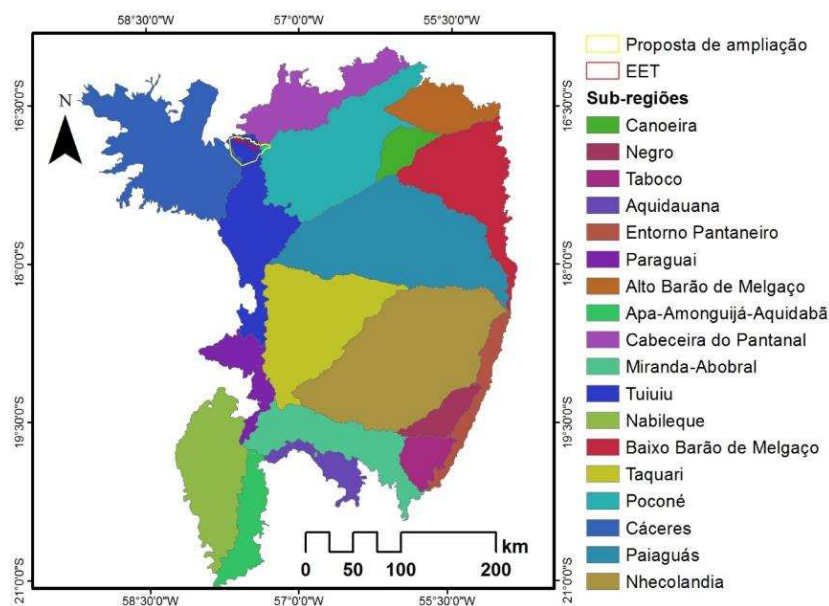 58°30'0"W 57°0'0"W 55°30'0"W
16°30'0"S 16°30'0"S
N
18°0'0"S 18°0'0"S
19°30'0"S 19°30'0"S
21°0'0"S 21°0'0"S
58°30'0"W 57°0'0"W 55°30'0"W
km
0 50 100 200
Proposta de ampliação
EET
Sub-regiões
Canoeira
Negro
Taboco
Aquidauana
Entorno Pantaneiro
Paraguai
Alto Barão de Melgaço
Apa-Amonguijá-Aquidabã
Cabeceira do Pantanal
Miranda-Abobral
Tuiuiu
Nabileque
Baixo Barão de Melgaço
Taquari
Poconé
Cáceres
Paiaguás
Nhecolandia